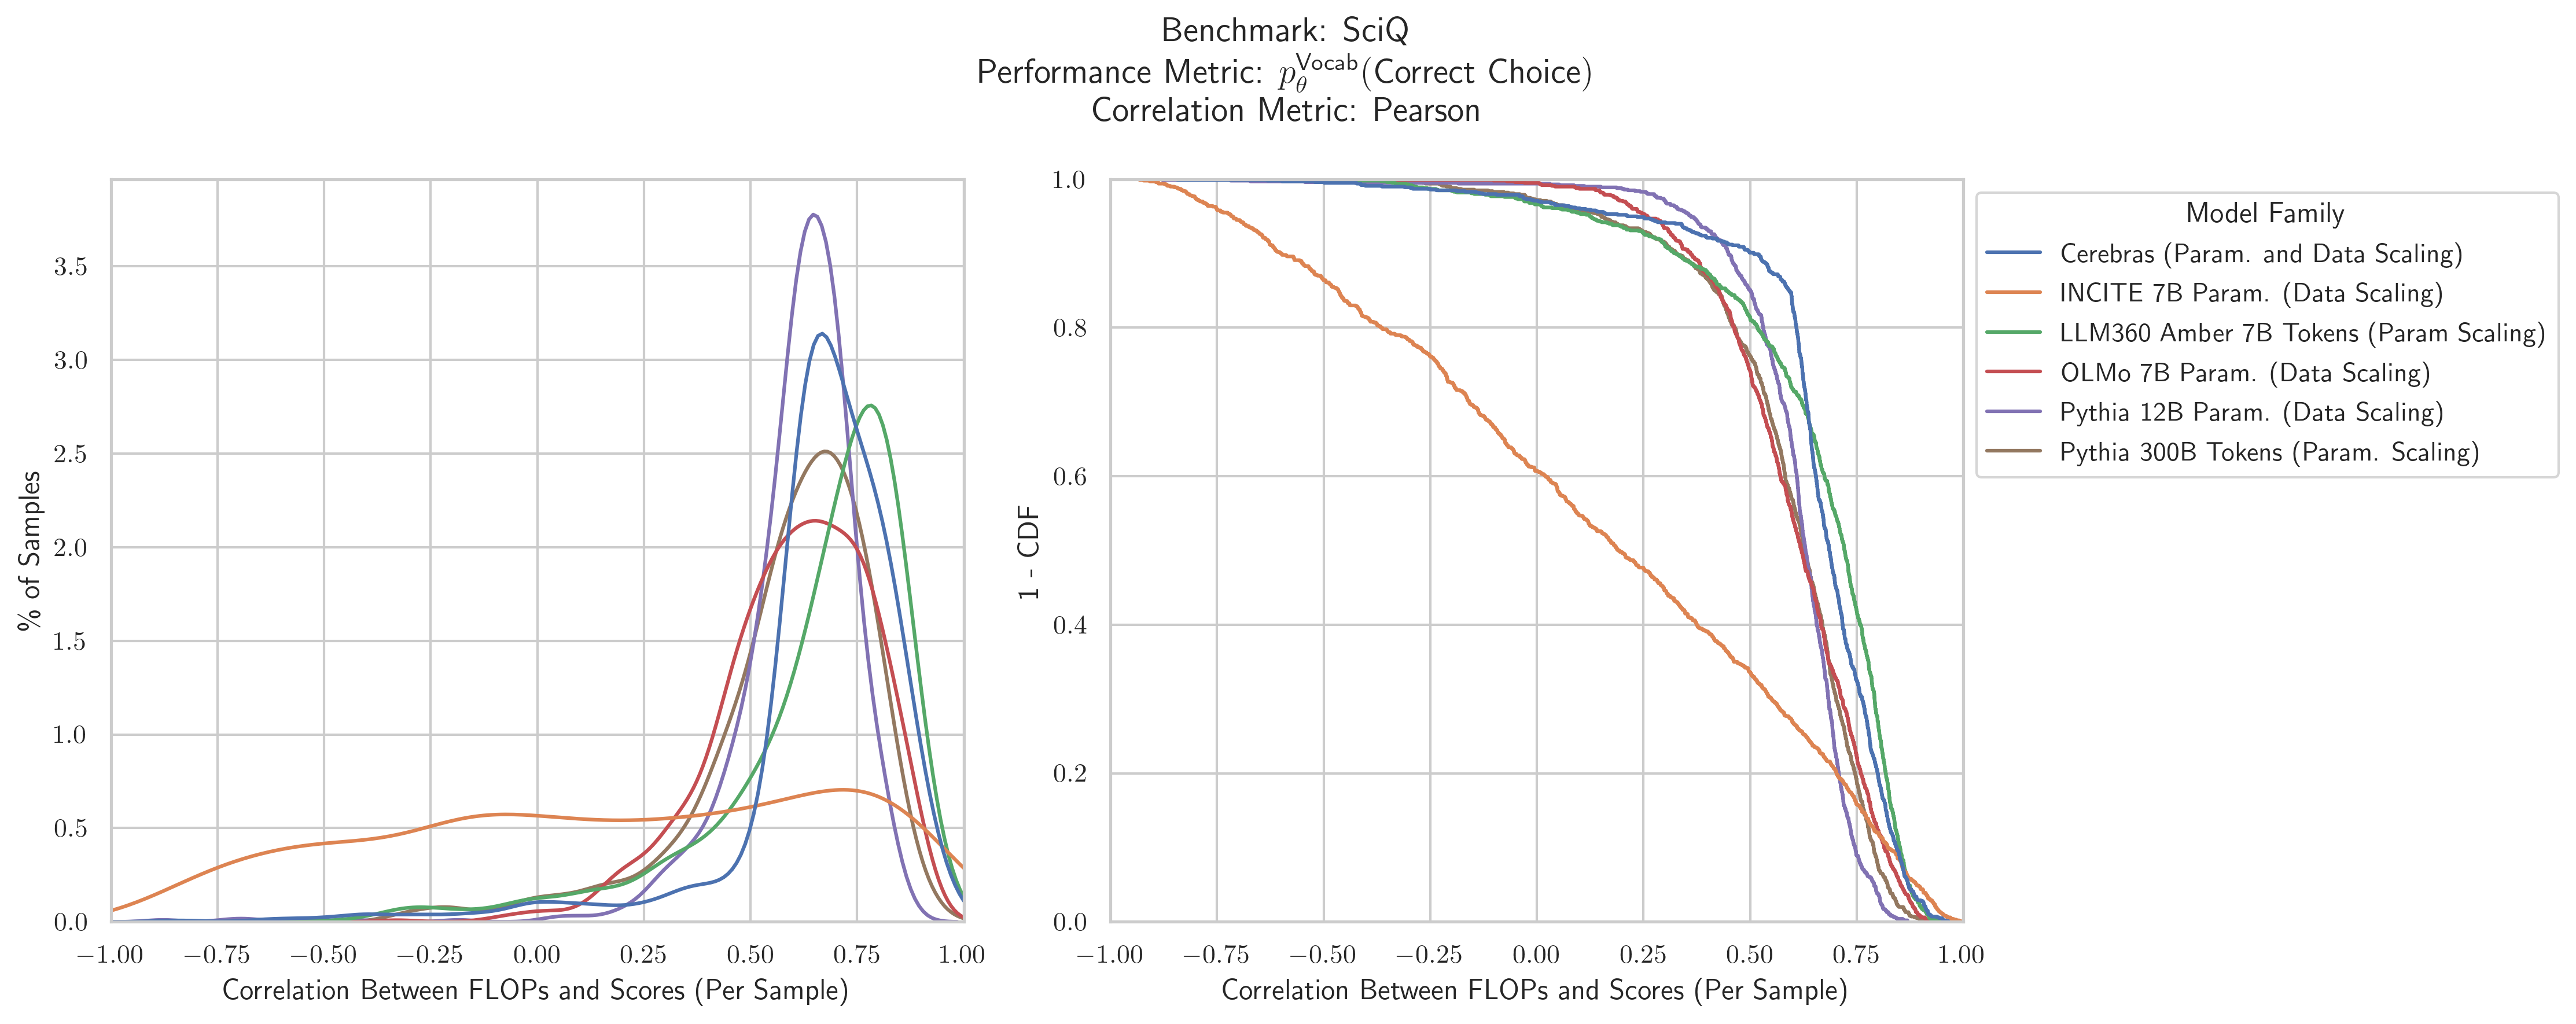 Benchmark: SciQ
Performance Metric: p_θ^Vocab(Correct Choice)
Correlation Metric: Pearson
% of Samples
3.5
3.0
2.5
2.0
1.5
1.0
0.5
0.0
−1.00 −0.75 −0.50 −0.25 0.00 0.25 0.50 0.75 1.00
Correlation Between FLOPs and Scores (Per Sample)
1 - CDF
1.0
0.8
0.6
0.4
0.2
0.0
−1.00 −0.75 −0.50 −0.25 0.00 0.25 0.50 0.75 1.00
Correlation Between FLOPs and Scores (Per Sample)
Model Family
Cerebras (Param. and Data Scaling)
INCITE 7B Param. (Data Scaling)
LLM360 Amber 7B Tokens (Param Scaling)
OLMo 7B Param. (Data Scaling)
Pythia 12B Param. (Data Scaling)
Pythia 300B Tokens (Param. Scaling)